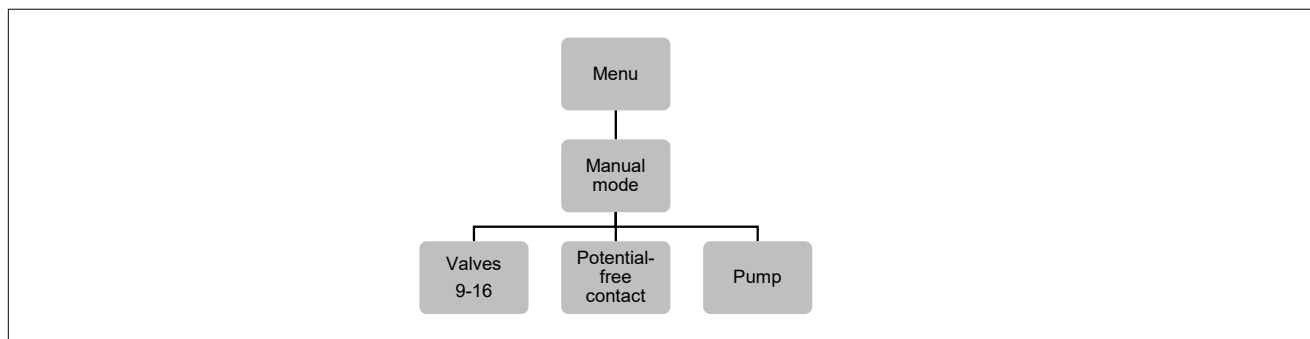 Menu
Manual
mode
Valves
9-16
Potential-
free
contact
Pump